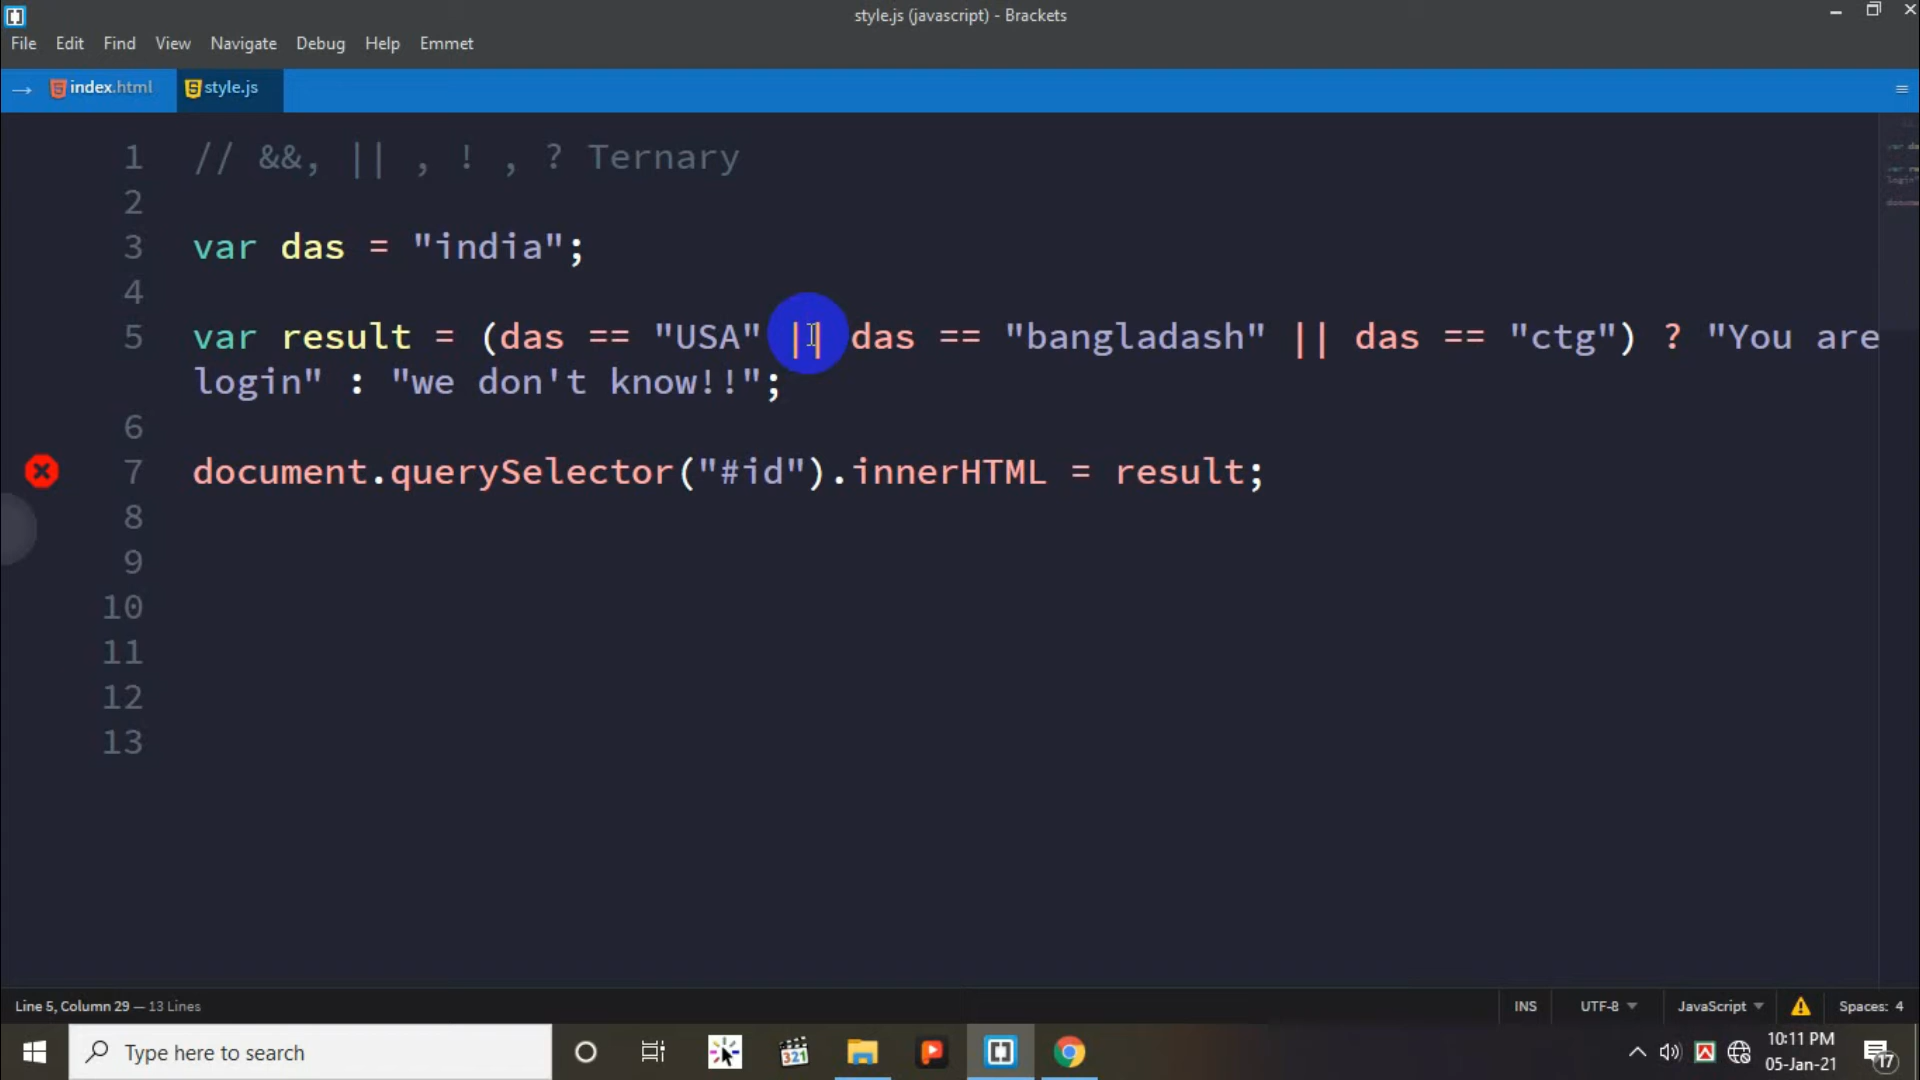 style.js (javascript) - Brackets
File Edit Find View Navigate Debug Help Emmet
index.html style.js
1 // &&, || , ! , ? Ternary
2
3 var das = "india";
4
5 var result = (das == "USA" || das == "bangladash" || das == "ctg") ? "You are
login" : "we don't know!!";
6
7 document.querySelector("#id").innerHTML = result;
8
9
10
11
12
13
Line 5, Column 29 — 13 Lines INS UTF-8 JavaScript Spaces: 4
Type here to search 321 10:11 PM
05-Jan-21 17